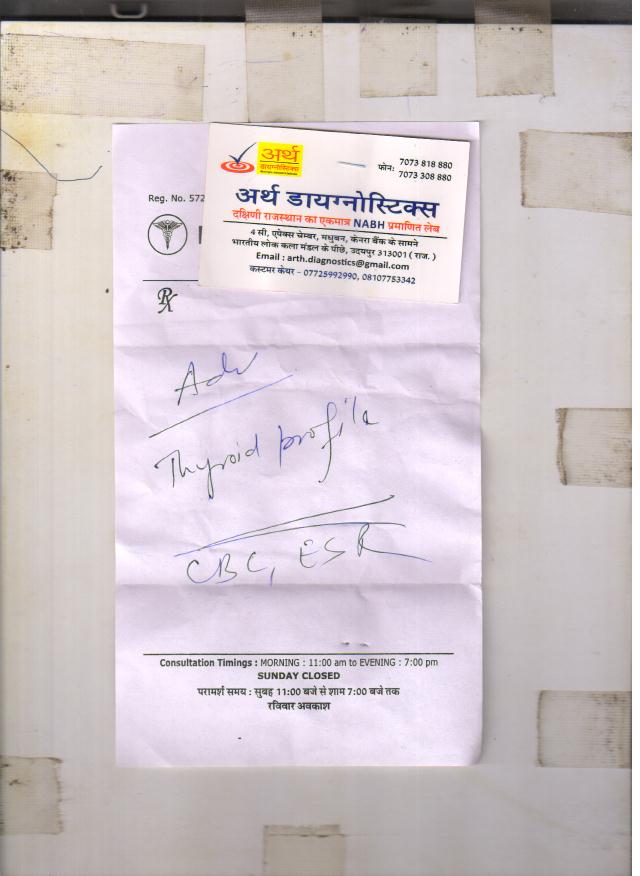 अर्थ
डायग्नोस्टिक्स
फोन: 7073 818 880
7073 308 880
Reg. No. 572
अर्थ डायग्नोस्टिक्स
दक्षिणी राजस्थान का एकमात्र NABH प्रमाणित लेब
4 सी, एपेक्स चेम्बर, मधुबन, केनरा बैंक के सामने
भारतीय लोक कला मंडल के पीछे, उदयपुर 313001 ( राज. )
Email : arth.diagnostics@gmail.com
कस्टमर केयर – 07725992990, 08107753342
Rx
Adv
Thyroid profile
CBC, ESR
Consultation Timings : MORNING : 11:00 am to EVENING : 7:00 pm
SUNDAY CLOSED
परामर्श समय : सुबह 11:00 बजे से शाम 7:00 बजे तक
रविवार अवकाश